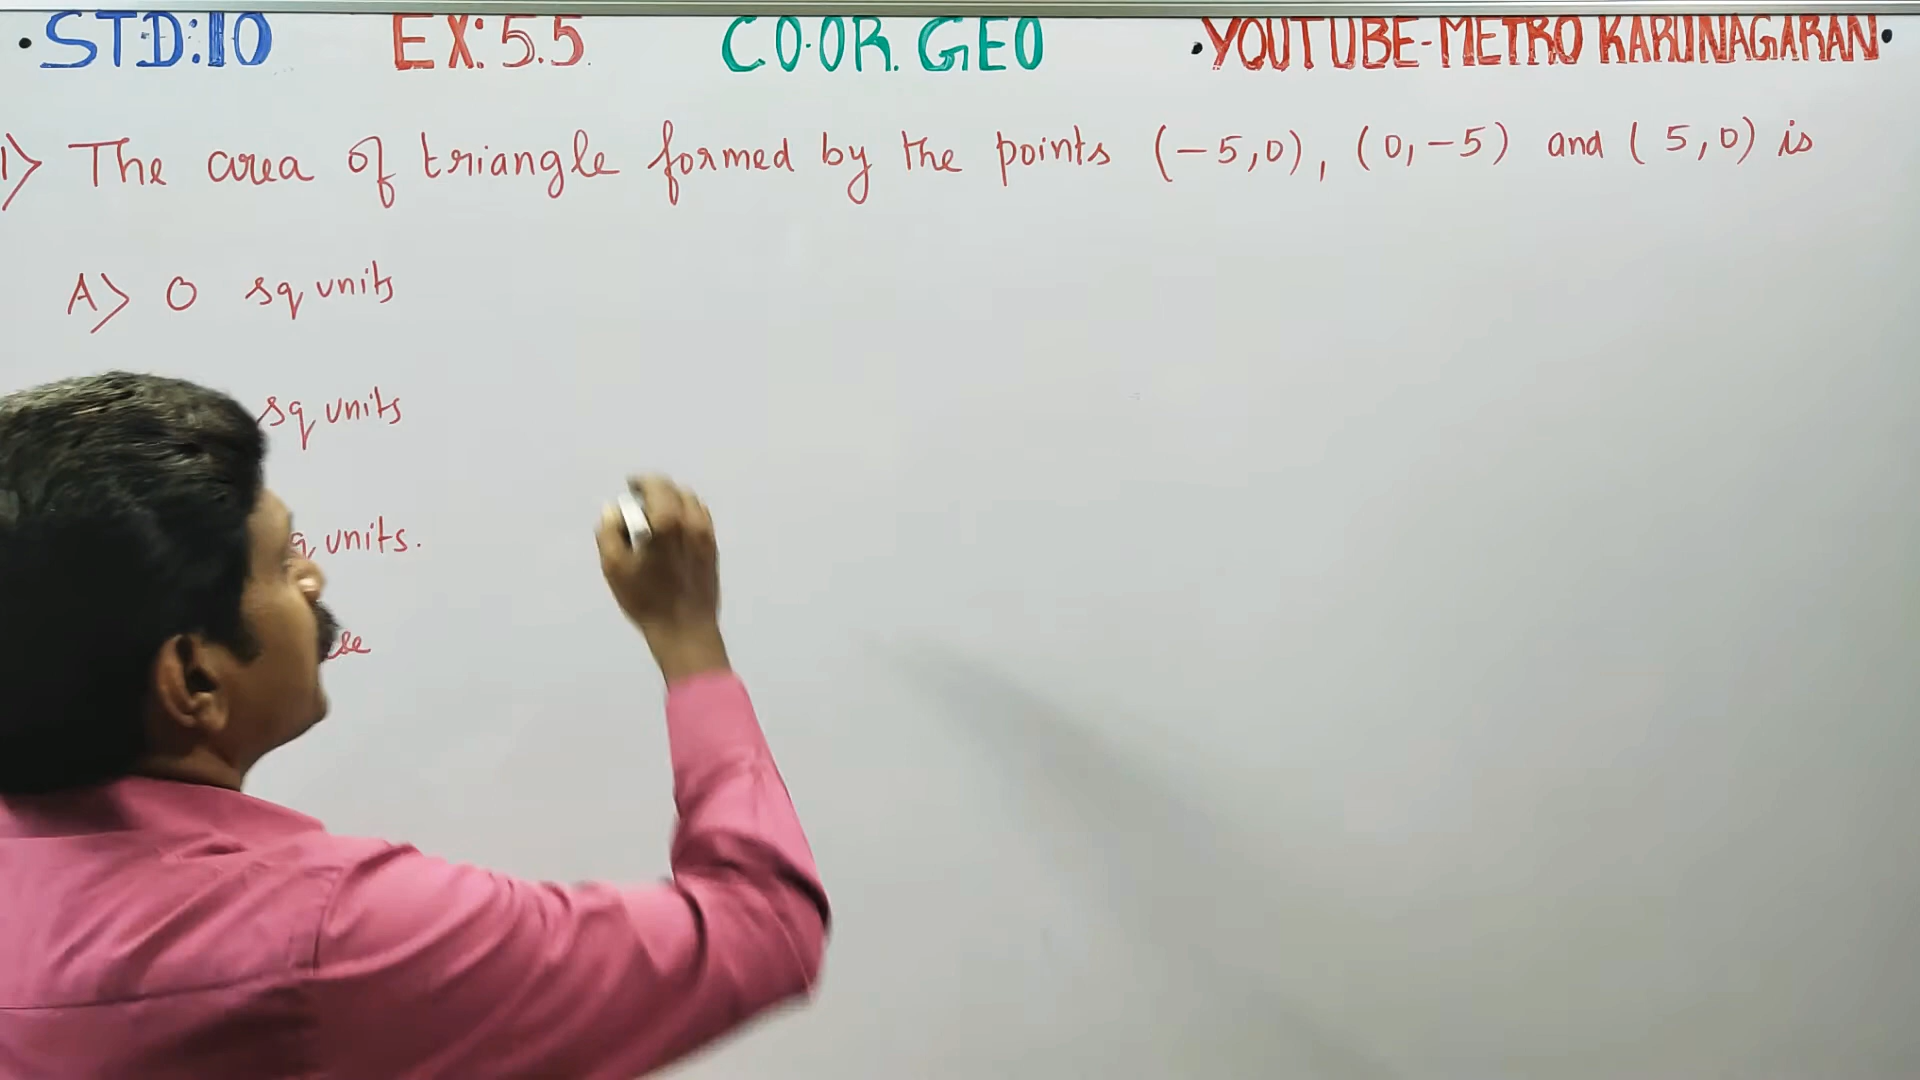 •STD:10 EX:5.5 CO.OR.GEO •YOUTUBE-METRO KARUNAGARAN•
1) The area of triangle formed by the points (-5,0), (0,-5) and (5,0) is
A) 0 sq units
sq units
units.